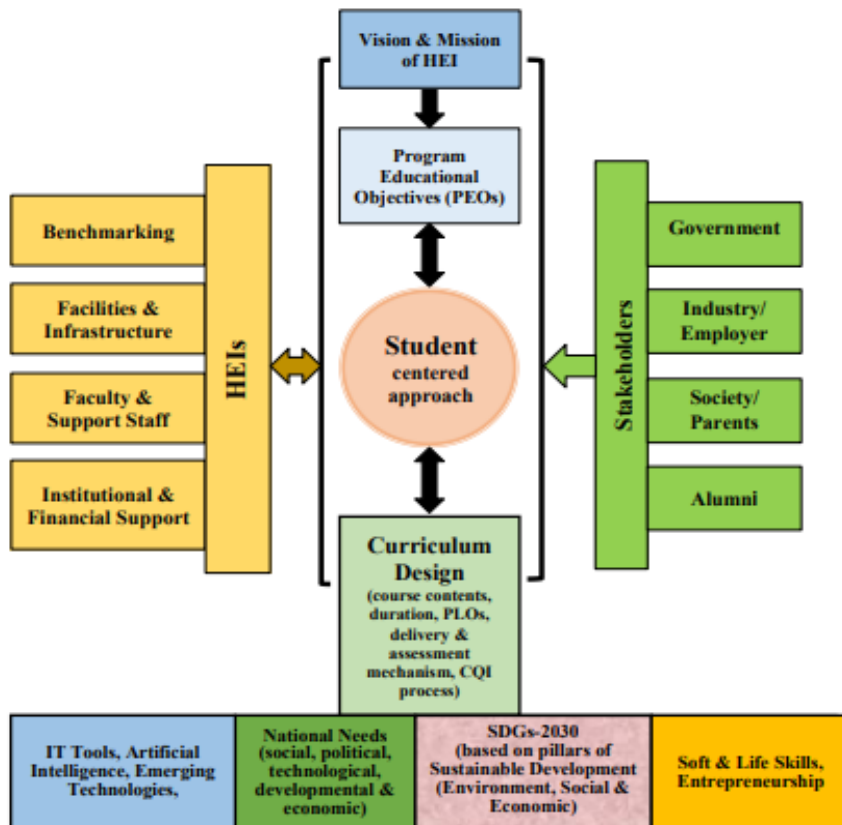 Vision & Mission
of HEI
Program
Educational
Objectives (PEOs)
Benchmarking
Facilities &
Infrastructure
Faculty &
Support Staff
Institutional &
Financial Support
HEIs
Student
centered
approach
Stakeholders
Government
Industry/
Employer
Society/
Parents
Alumni
Curriculum
Design
(course contents,
duration, PLOs,
delivery &
assessment
mechanism, CQI
process)
IT Tools, Artificial
Intelligence, Emerging
Technologies,
National Needs
(social, political,
technological,
developmental &
economic)
SDGs-2030
(based on pillars of
Sustainable Development
(Environment, Social &
Economic)
Soft & Life Skills,
Entrepreneurship